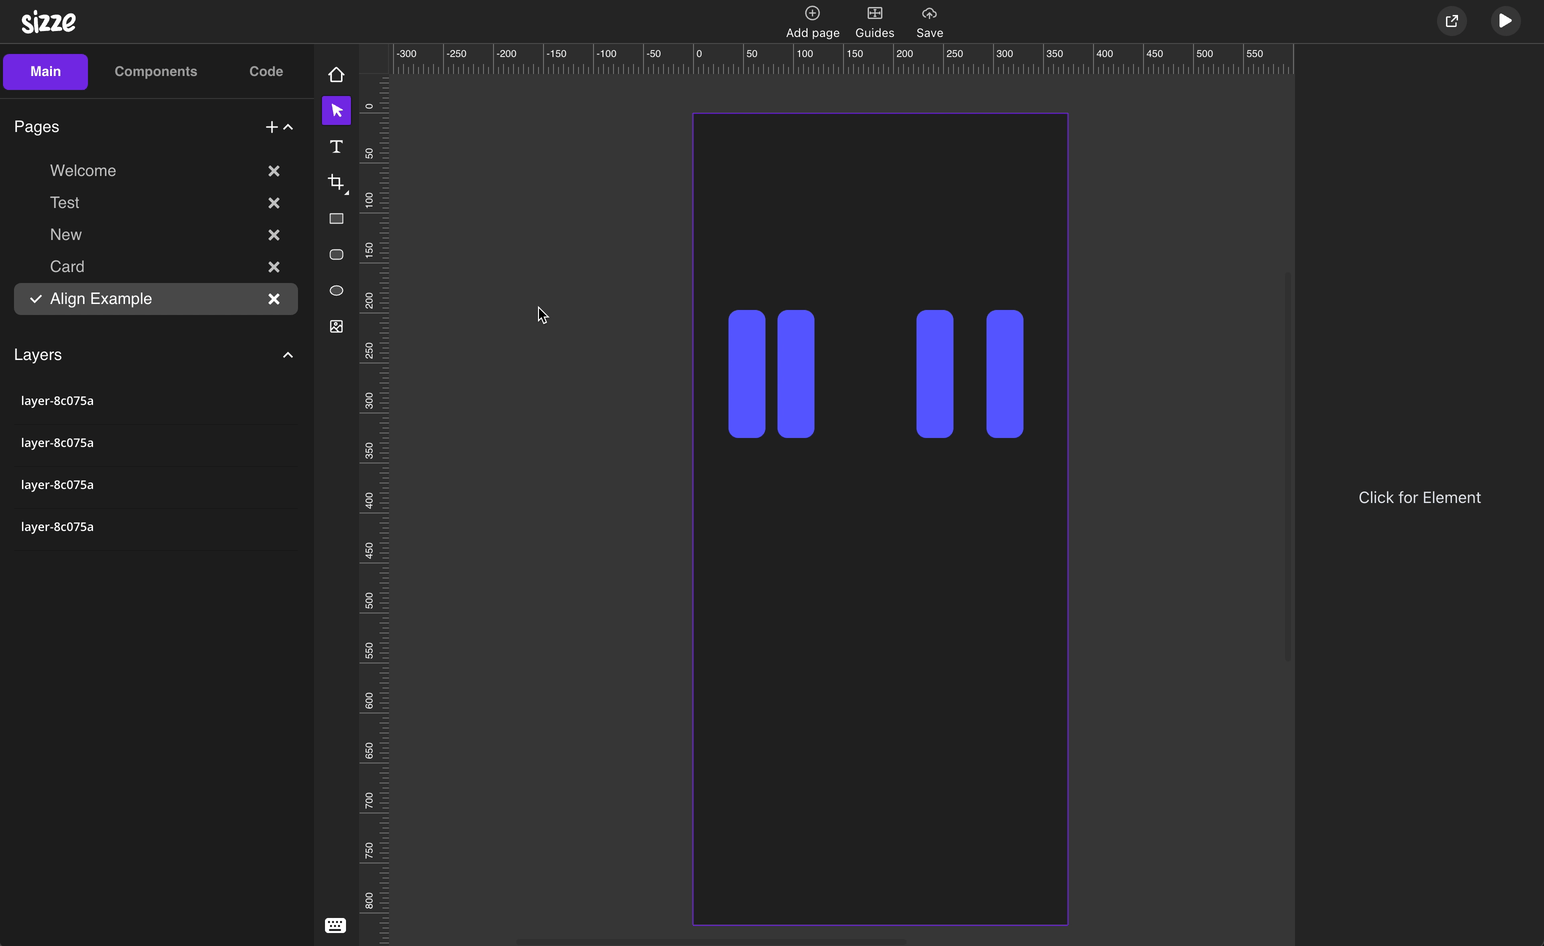 sizze
Add page
Guides
Save
Main
Components
Code
Pages
Welcome
Test
New
Card
Align Example
Layers
layer-8c075a
layer-8c075a
layer-8c075a
layer-8c075a
-300 -250 -200 -150 -100 -50 0 50 100 150 200 250 300 350 400 450 500 550
0
50
100
150
200
250
300
350
400
450
500
550
600
650
700
750
800
Click for Element